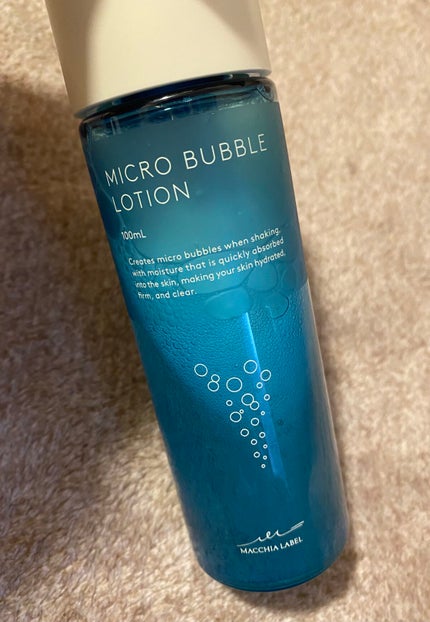 MICRO BUBBLE
LOTION
100mL
Creates micro bubbles when shaking,
with moisture that is quickly absorbed
into the skin, making your skin hydrated,
firm, and clear.
MACCHIA LABEL